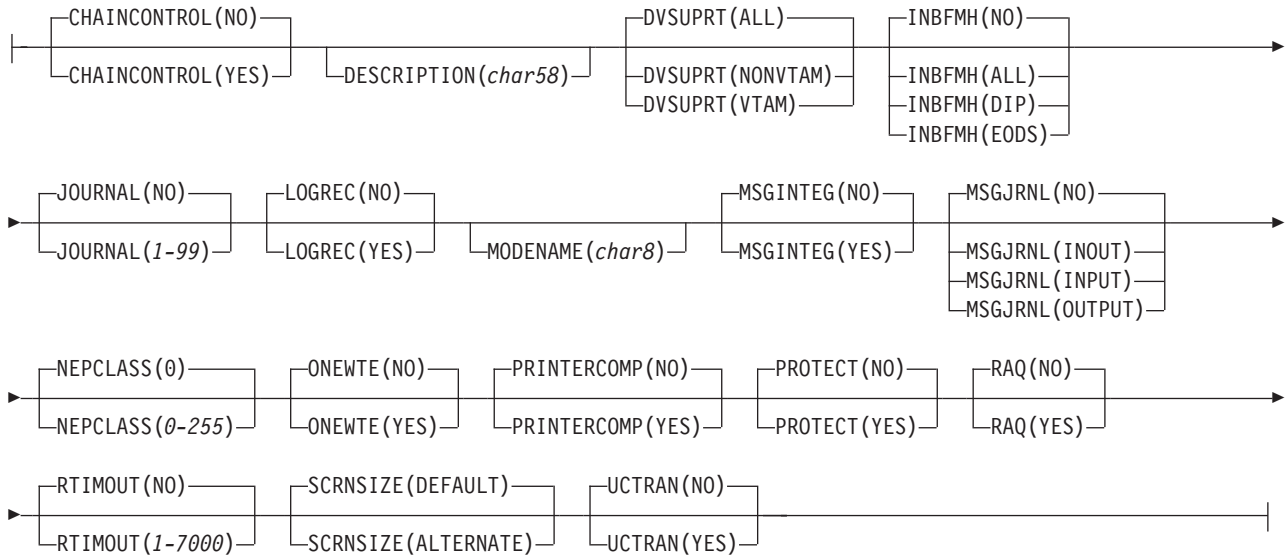 CHAINCONTROL(NO) DVSUPRT(ALL) INBFMH(NO)
CHAINCONTROL(YES) DESCRIPTION(char58) DVSUPRT(NONVTAM) INBFMH(ALL)
DVSUPRT(VTAM) INBFMH(DIP)
INBFMH(EODS)
JOURNAL(NO) LOGREC(NO) MSGINTEG(NO) MSGJRNL(NO)
JOURNAL(1-99) LOGREC(YES) MODENAME(char8) MSGINTEG(YES) MSGJRNL(INOUT)
MSGJRNL(INPUT)
MSGJRNL(OUTPUT)
NEPCLASS(0) ONEWTE(NO) PRINTERCOMP(NO) PROTECT(NO) RAQ(NO)
NEPCLASS(0-255) ONEWTE(YES) PRINTERCOMP(YES) PROTECT(YES) RAQ(YES)
RTIMOUT(NO) SCRNSIZE(DEFAULT) UCTRAN(NO)
RTIMOUT(1-7000) SCRNSIZE(ALTERNATE) UCTRAN(YES)